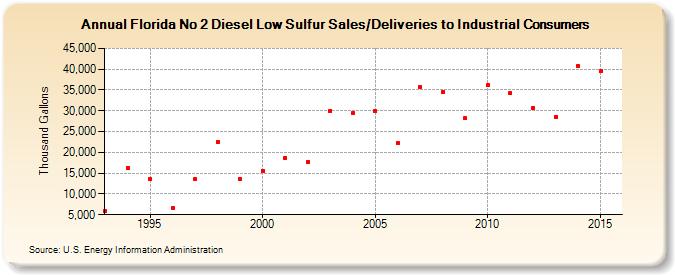 Annual Florida No 2 Diesel Low Sulfur Sales/Deliveries to Industrial Consumers
Thousand Gallons
45,000
40,000
35,000
30,000
25,000
20,000
15,000
10,000
5,000
1995 2000 2005 2010 2015
Source: U.S. Energy Information Administration